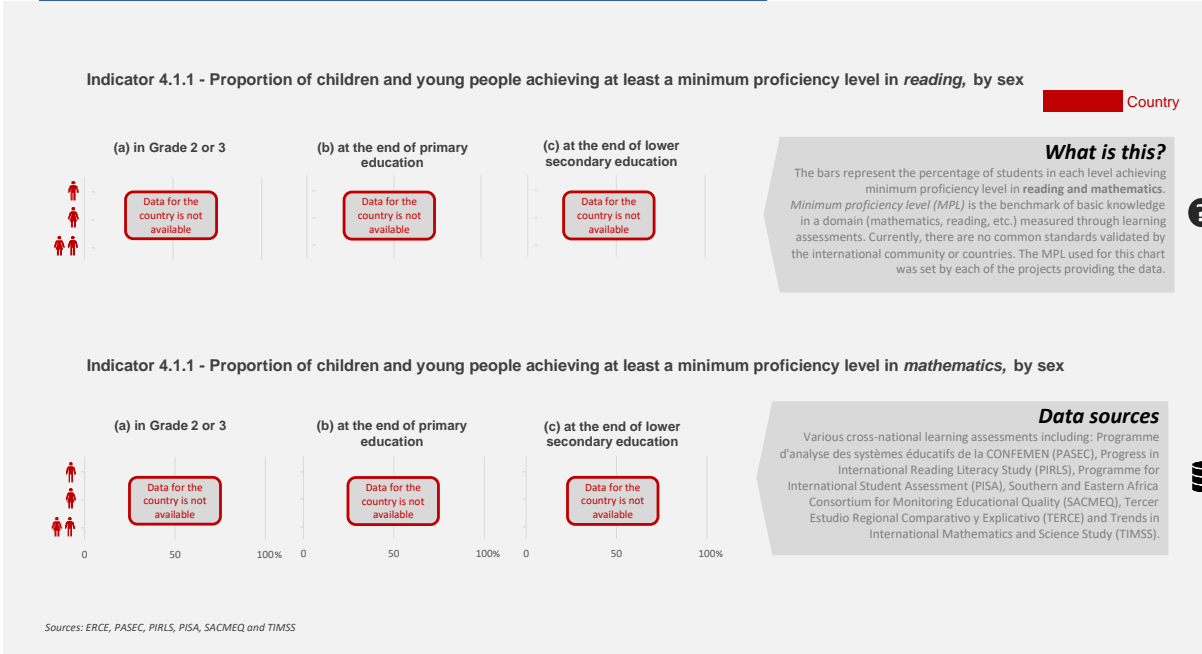 Indicator 4.1.1 - Proportion of children and young people achieving at least a minimum proficiency level in reading, by sex
Country
(a) in Grade 2 or 3
(b) at the end of primary
education
(c) at the end of lower
secondary education
Data for the
country is not
available
Data for the
country is not
available
Data for the
country is not
available
What is this?
The bars represent the percentage of students in each level achieving
minimum proficiency level in reading and mathematics.
Minimum proficiency level (MPL) is the benchmark of basic knowledge
in a domain (mathematics, reading, etc.) measured through learning
assessments. Currently, there are no common standards validated by
the international community or countries. The MPL used for this chart
was set by each of the projects providing the data.
?
Indicator 4.1.1 - Proportion of children and young people achieving at least a minimum proficiency level in mathematics, by sex
(a) in Grade 2 or 3
(b) at the end of primary
education
(c) at the end of lower
secondary education
Data for the
country is not
available
Data for the
country is not
available
Data for the
country is not
available
0 50 100%
0 50 100%
0 50 100%
Data sources
Various cross-national learning assessments including: Programme
d'analyse des systèmes éducatifs de la CONFEMEN (PASEC), Progress in
International Reading Literacy Study (PIRLS), Programme for
International Student Assessment (PISA), Southern and Eastern Africa
Consortium for Monitoring Educational Quality (SACMEQ), Tercer
Estudio Regional Comparativo y Explicativo (TERCE) and Trends in
International Mathematics and Science Study (TIMSS).
Sources: ERCE, PASEC, PIRLS, PISA, SACMEQ and TIMSS